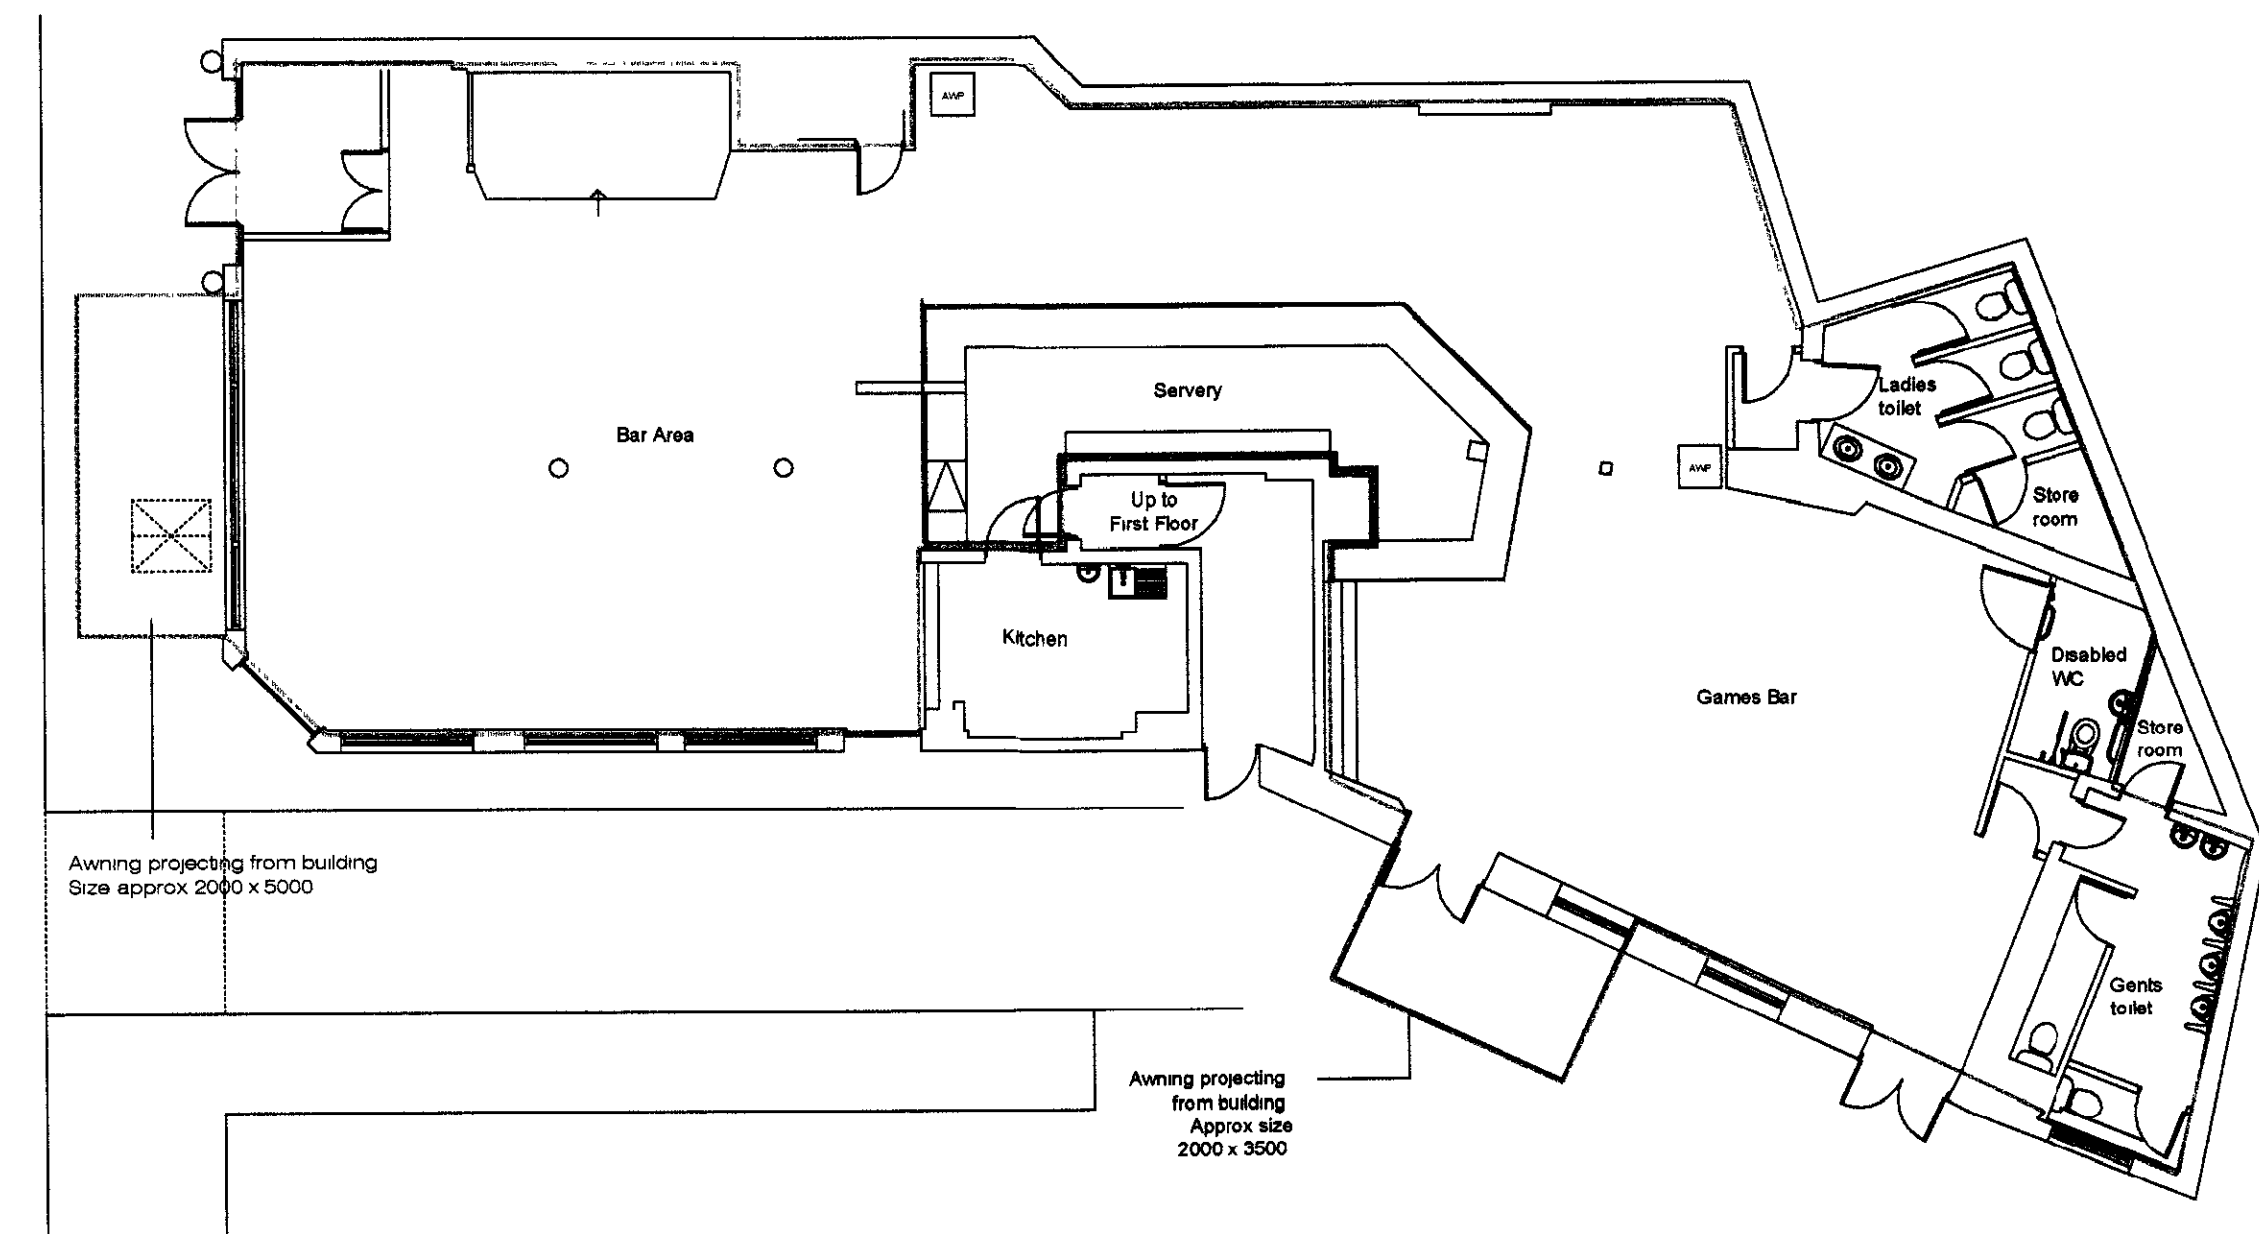 AWP
Servery
Bar Area
Ladies
toilet
AWP
Up to
First Floor
Store
room
Kitchen
Disabled
WC
Games Bar
Store
room
Awning projecting from building
Size approx 2000 x 5000
Gents
toilet
Awning projecting
from building
Approx size
2000 x 3500